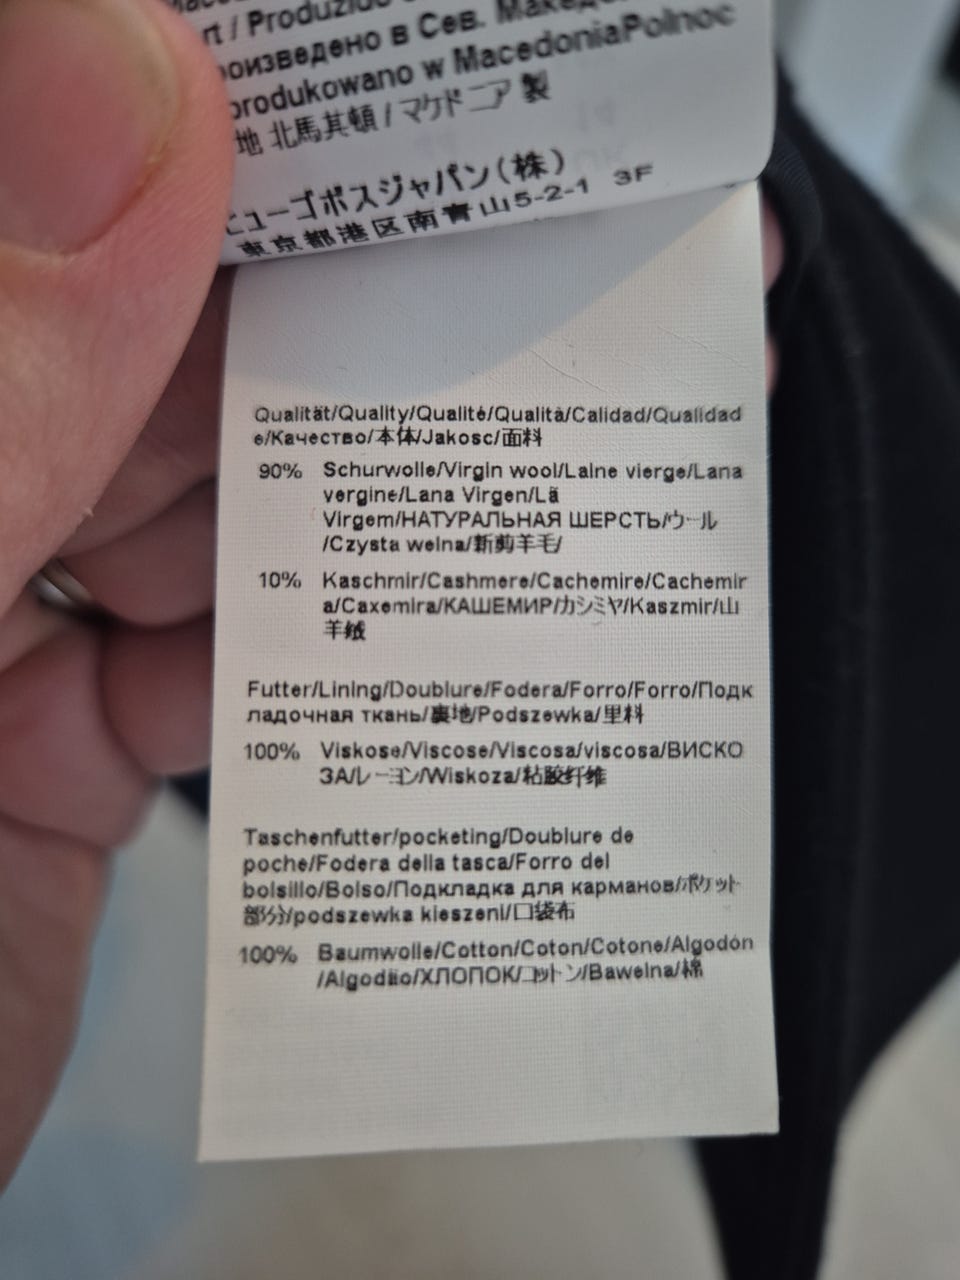 rt / Produzido
оизведено в Сев.
produkowano w MacedoniaPolnoc
地 北馬其頓 / マケドニア 製
ヒューゴボスジャパン(株)
東京都港区南青山5-2-1 3F
Qualität/Quality/Qualité/Qualità/Calidad/Qualidad
e/Качество/本体/Jakosc/面料
90% Schurwolle/Virgin wool/Laine vierge/Lana
vergine/Lana Virgen/Lã
Virgem/НАТУРАЛЬНАЯ ШЕРСТЬ/ウール
/Czysta welna/新剪羊毛/
10% Kaschmir/Cashmere/Cachemire/Cachemir
a/Caxemira/КАШЕМИР/カシミヤ/Kaszmir/山
羊绒
Futter/Lining/Doublure/Fodera/Forro/Forro/Подк
ладочная ткань/裏地/Podszewka/里料
100% Viskose/Viscose/Viscosa/viscosa/ВИСКО
ЗА/レーヨン/Wiskoza/粘胶纤维
Taschenfutter/pocketing/Doublure de
poche/Fodera della tasca/Forro del
bolsillo/Bolso/Подкладка для карманов/ポケット
部分/podszewka kieszeni/口袋布
100% Baumwolle/Cotton/Coton/Cotone/Algodón
/Algodão/ХЛОПОК/コットン/Bawelna/棉